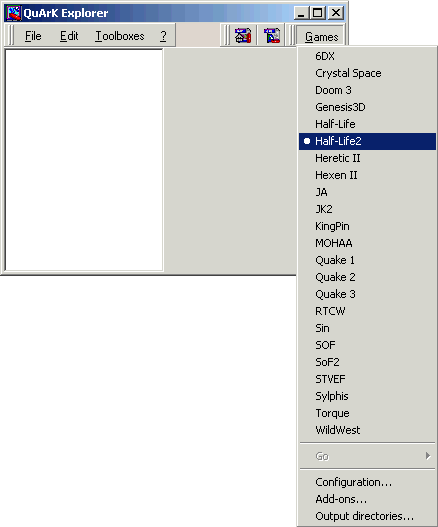 QuArK Explorer
File Edit Toolboxes ? Games
6DX
Crystal Space
Doom 3
Genesis3D
Half-Life
Half-Life2
Heretic II
Hexen II
JA
JK2
KingPin
MOHAA
Quake 1
Quake 2
Quake 3
RTCW
Sin
SOF
SoF2
STVEF
Sylphis
Torque
WildWest
Go
Configuration...
Add-ons...
Output directories...